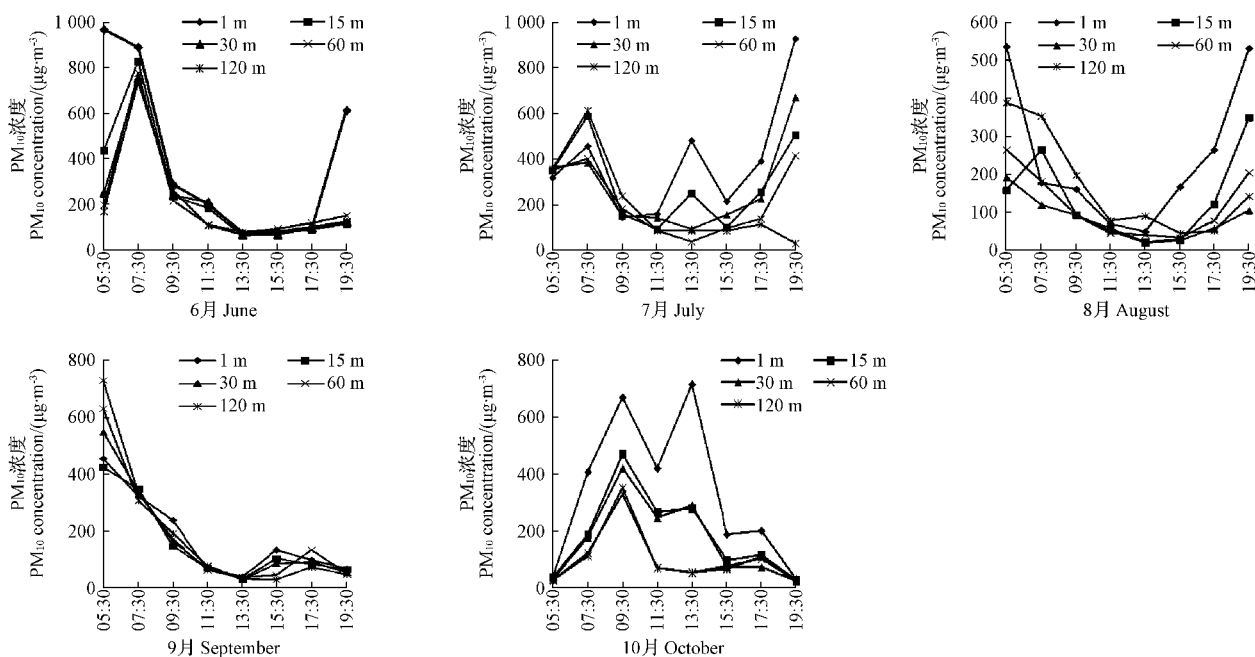 PM₁₀浓度
PM₁₀ concentration/(μg·m⁻³)
1 000
800
600
400
200
0
1 m
15 m
30 m
60 m
120 m
05:30
07:30
09:30
11:30
13:30
15:30
17:30
19:30
6月 June
PM₁₀浓度
PM₁₀ concentration/(μg·m⁻³)
1 000
800
600
400
200
0
1 m
15 m
30 m
60 m
120 m
05:30
07:30
09:30
11:30
13:30
15:30
17:30
19:30
7月 July
PM₁₀浓度
PM₁₀ concentration/(μg·m⁻³)
600
500
400
300
200
100
0
1 m
15 m
30 m
60 m
120 m
05:30
07:30
09:30
11:30
13:30
15:30
17:30
19:30
8月 August
PM₁₀浓度
PM₁₀ concentration/(μg·m⁻³)
800
600
400
200
0
1 m
15 m
30 m
60 m
120 m
05:30
07:30
09:30
11:30
13:30
15:30
17:30
19:30
9月 September
PM₁₀浓度
PM₁₀ concentration/(μg·m⁻³)
800
600
400
200
0
1 m
15 m
30 m
60 m
120 m
05:30
07:30
09:30
11:30
13:30
15:30
17:30
19:30
10月 October